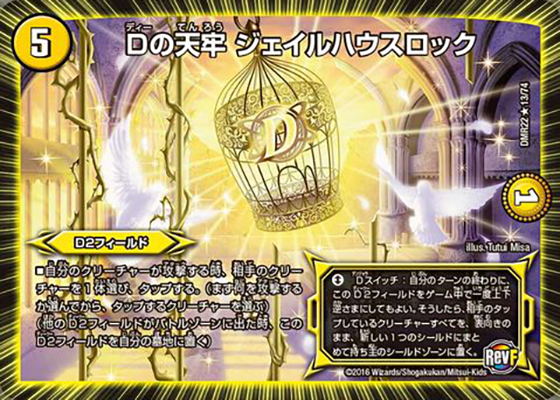 5
ディー てんろう
Dの天牢 ジェイルハウスロック
DMR22★13/74
1
illus. Tutui Misa
D2フィールド
■自分のクリーチャーが攻撃する時、相手のクリー
チャーを1体選び、タップする。(まず何を攻撃する
か選んでから、タップするクリーチャーを選ぶ)
(他のD2フィールドがバトルゾーンに出た時、この
D2フィールドを自分の墓地に置く)
Dスイッチ：自分のターンの終わりに、
このD2フィールドをゲーム中で一度上下
逆さまにしてもよい。そうしたら、相手のタッ
プしているクリーチャーすべてを、表向きの
まま、新しい1つのシールドにまと
めて持ち主のシールドゾーンに置く。
RevF
©2016 Wizards/Shogakukan/Mitsui-Kids